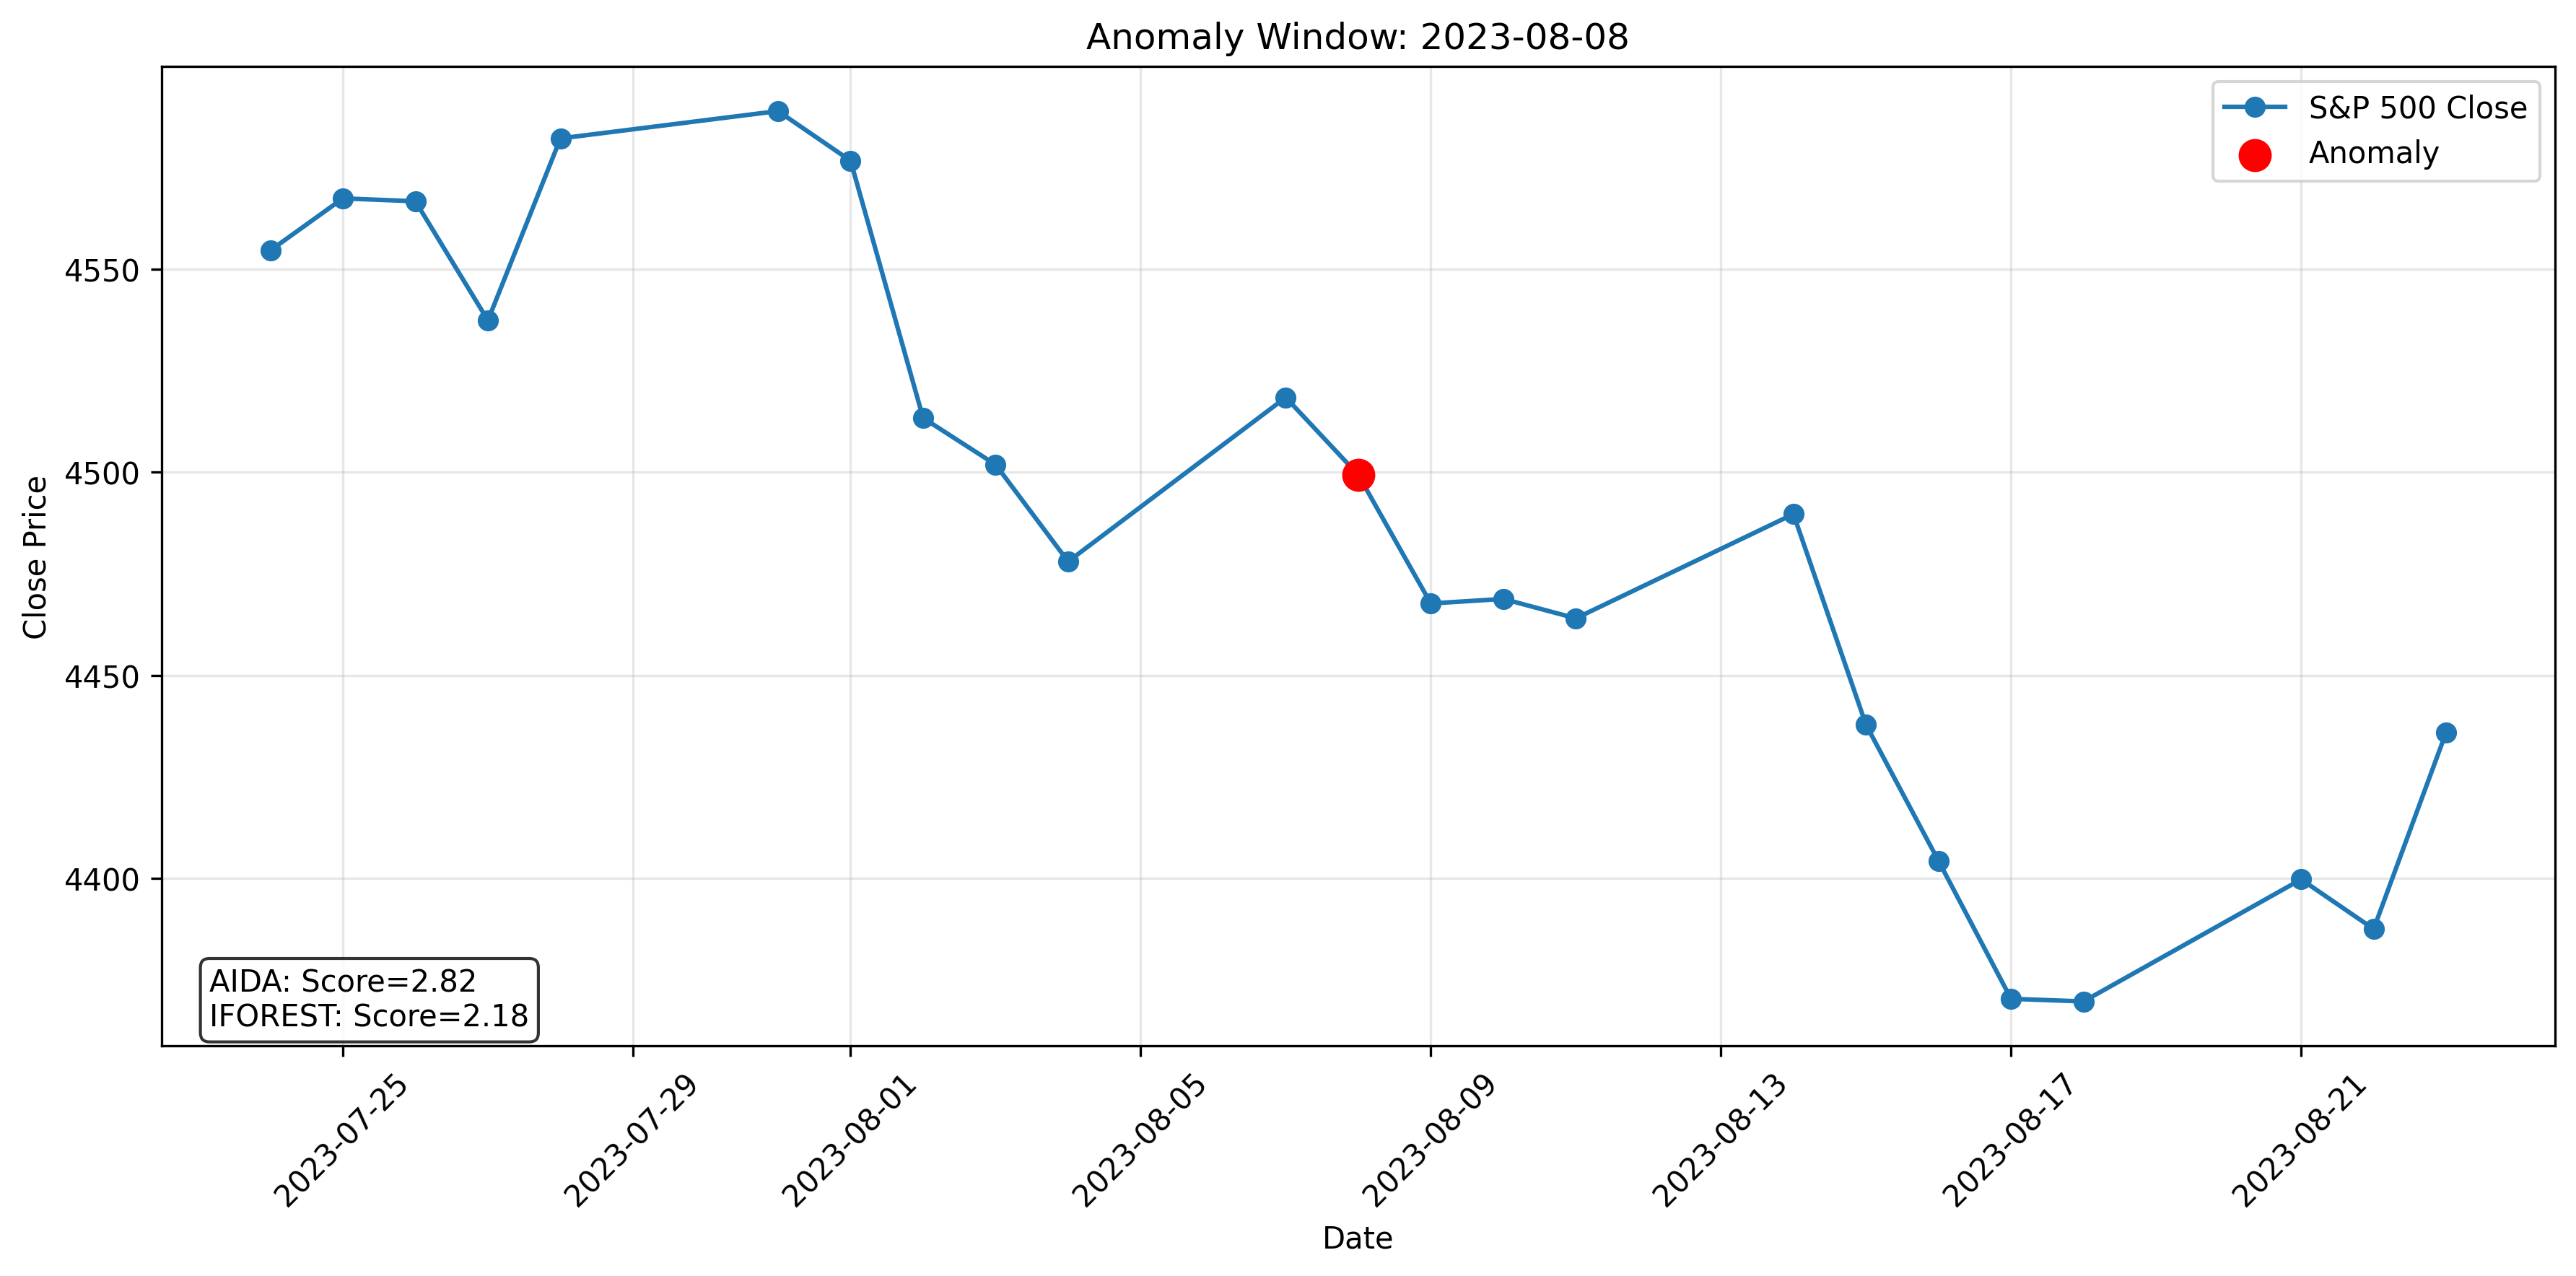 Anomaly Window: 2023-08-08
S&P 500 Close
Anomaly
Close Price
4550
4500
4450
4400
AIDA: Score=2.82
IFOREST: Score=2.18
2023-07-25
2023-07-29
2023-08-01
2023-08-05
2023-08-09
2023-08-13
2023-08-17
2023-08-21
Date